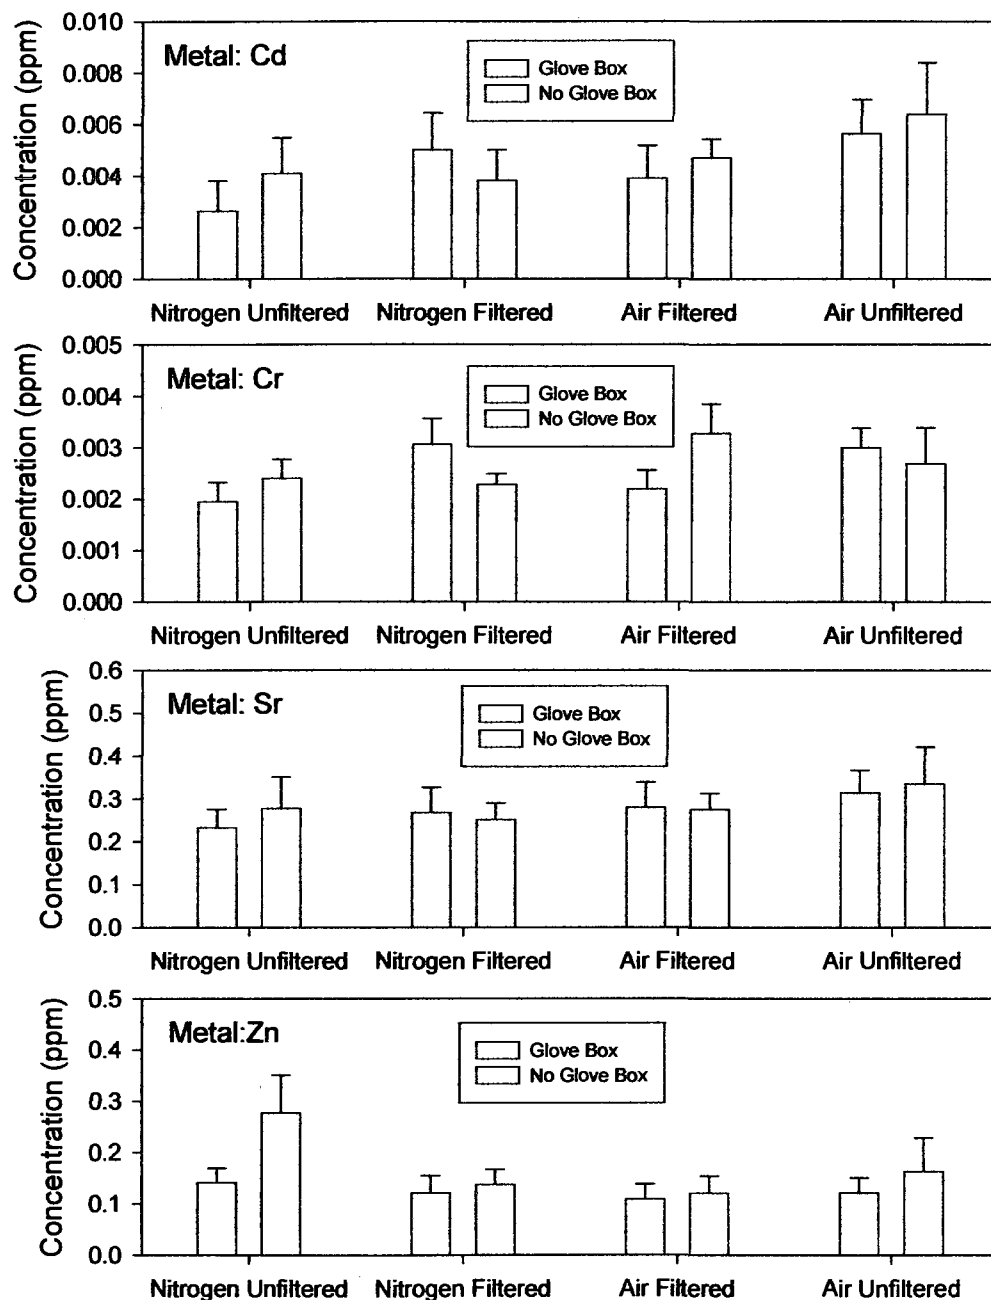 Concentration (ppm)
0.010
0.008
0.006
0.004
0.002
0.000
Metal: Cd
Glove Box
No Glove Box
Nitrogen Unfiltered Nitrogen Filtered Air Filtered Air Unfiltered
Concentration (ppm)
0.005
0.004
0.003
0.002
0.001
0.000
Metal: Cr
Glove Box
No Glove Box
Nitrogen Unfiltered Nitrogen Filtered Air Filtered Air Unfiltered
Concentration (ppm)
0.6
0.5
0.4
0.3
0.2
0.1
0.0
Metal: Sr
Glove Box
No Glove Box
Nitrogen Unfiltered Nitrogen Filtered Air Filtered Air Unfiltered
Concentration (ppm)
0.5
0.4
0.3
0.2
0.1
0.0
Metal:Zn
Glove Box
No Glove Box
Nitrogen Unfiltered Nitrogen Filtered Air Filtered Air Unfiltered